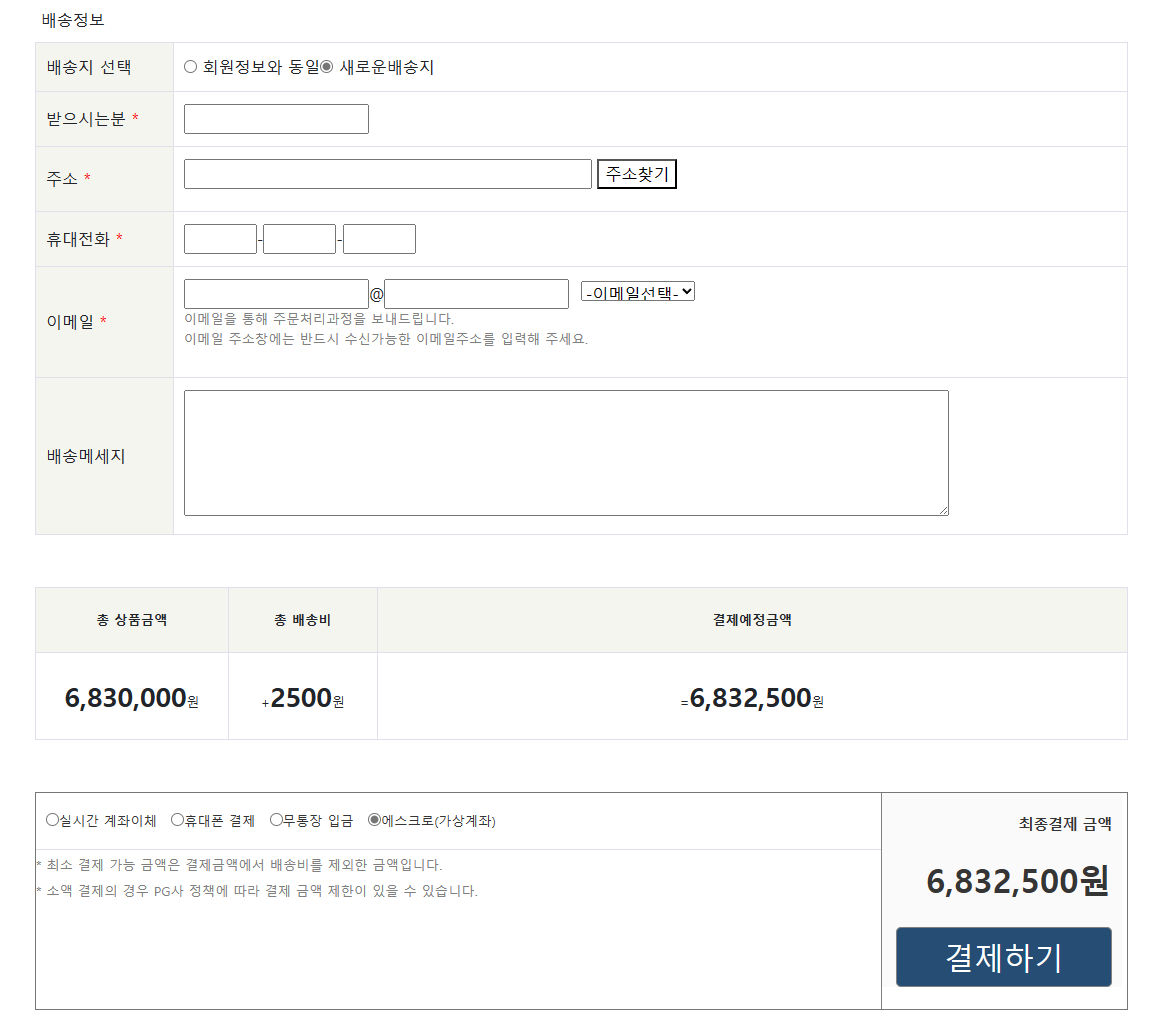 배송정보
배송지 선택 회원정보와 동일 새로운배송지
받으시는분 *
주소 * 주소찾기
휴대전화 * - -
이메일 * @ -이메일선택-
이메일을 통해 주문처리과정을 보내드립니다.
이메일 주소창에는 반드시 수신가능한 이메일주소를 입력해 주세요.
배송메세지
총 상품금액 총 배송비 결제예정금액
6,830,000원 +2500원 =6,832,500원
실시간 계좌이체 휴대폰 결제 무통장 입금 에스크로(가상계좌)
* 최소 결제 가능 금액은 결제금액에서 배송비를 제외한 금액입니다.
* 소액 결제의 경우 PG사 정책에 따라 결제 금액 제한이 있을 수 있습니다.
최종결제 금액
6,832,500원
결제하기